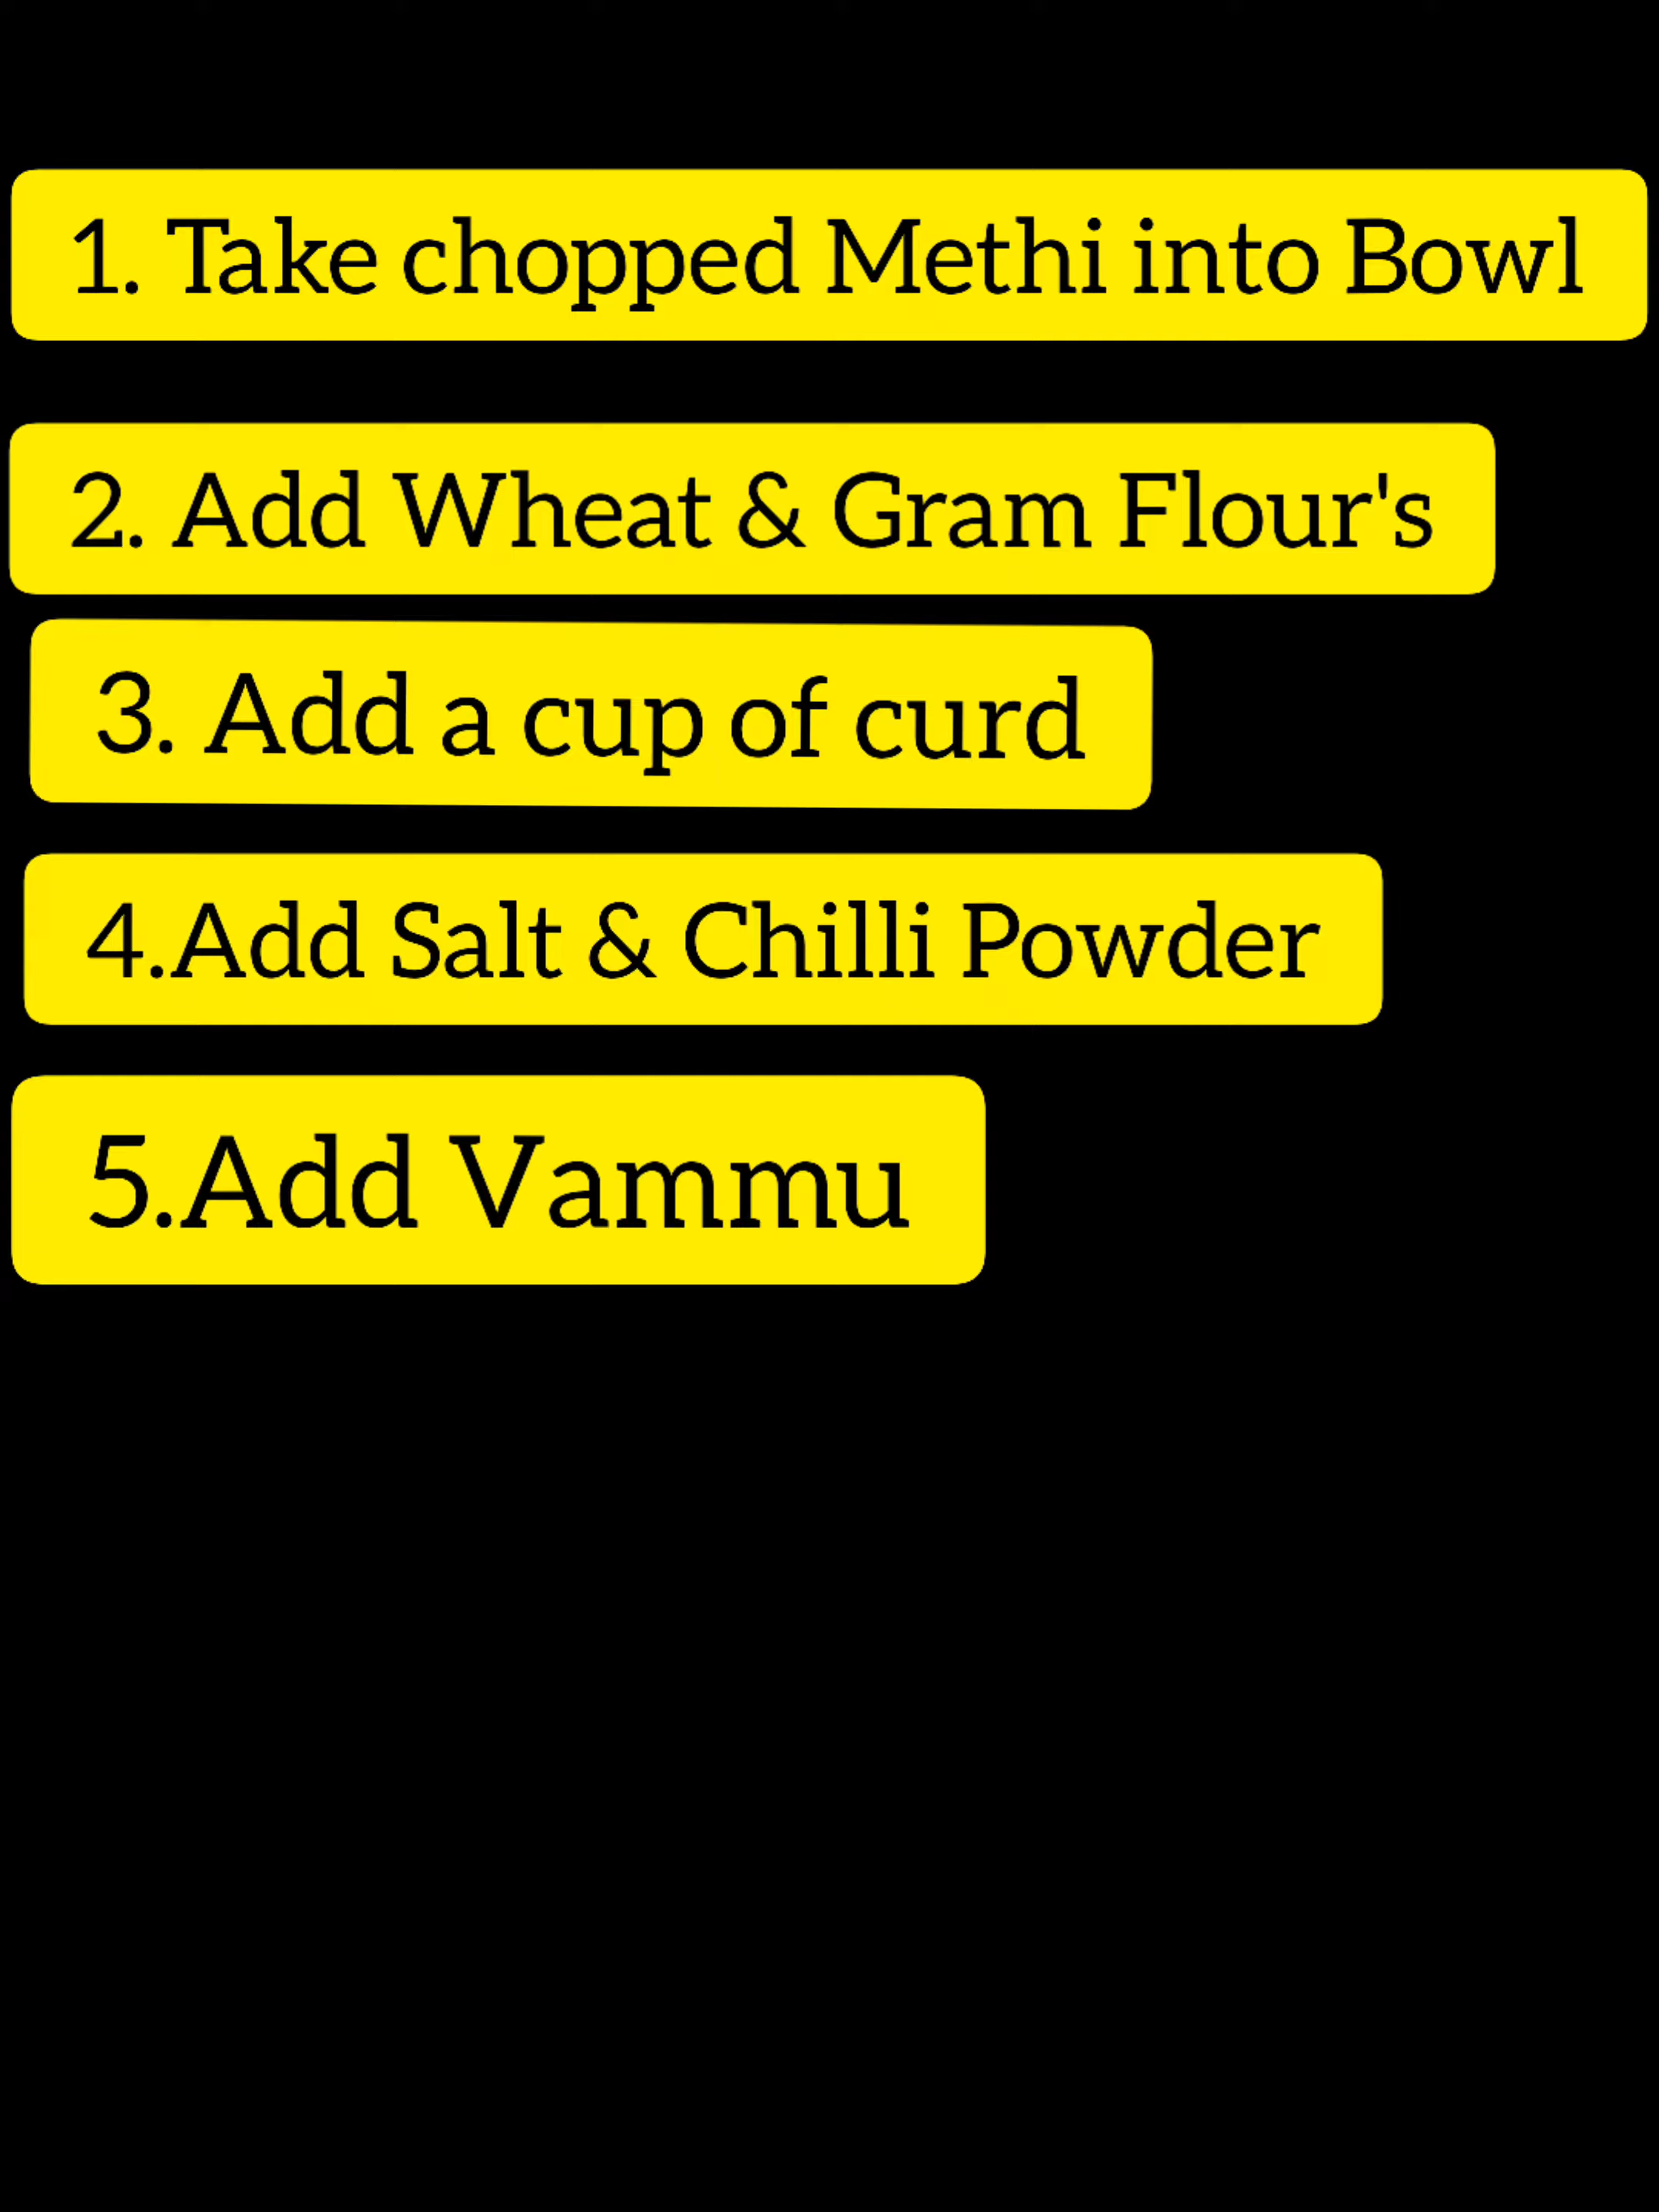 1. Take chopped Methi into Bowl
2. Add Wheat & Gram Flour's
3. Add a cup of curd
4.Add Salt & Chilli Powder
5.Add Vammu